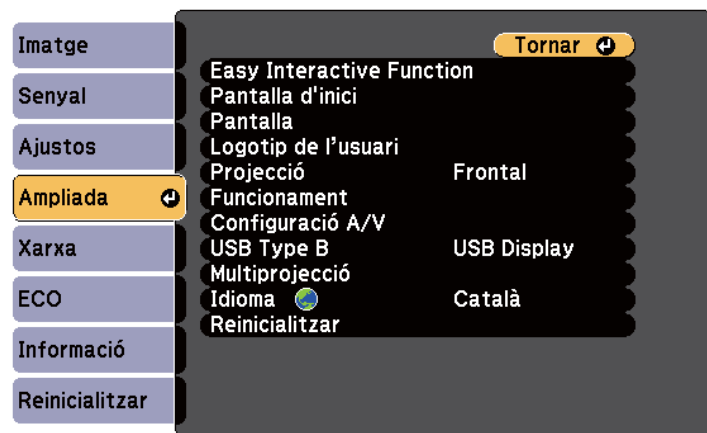 Imatge
Senyal
Ajustos
Ampliada
Xarxa
ECO
Informació
Reinicialitzar
Tornar
Easy Interactive Function
Pantalla d'inici
Pantalla
Logotip de l’usuari
Projecció Frontal
Funcionament
Configuració A/V
USB Type B USB Display
Multiprojecció
Idioma Català
Reinicialitzar